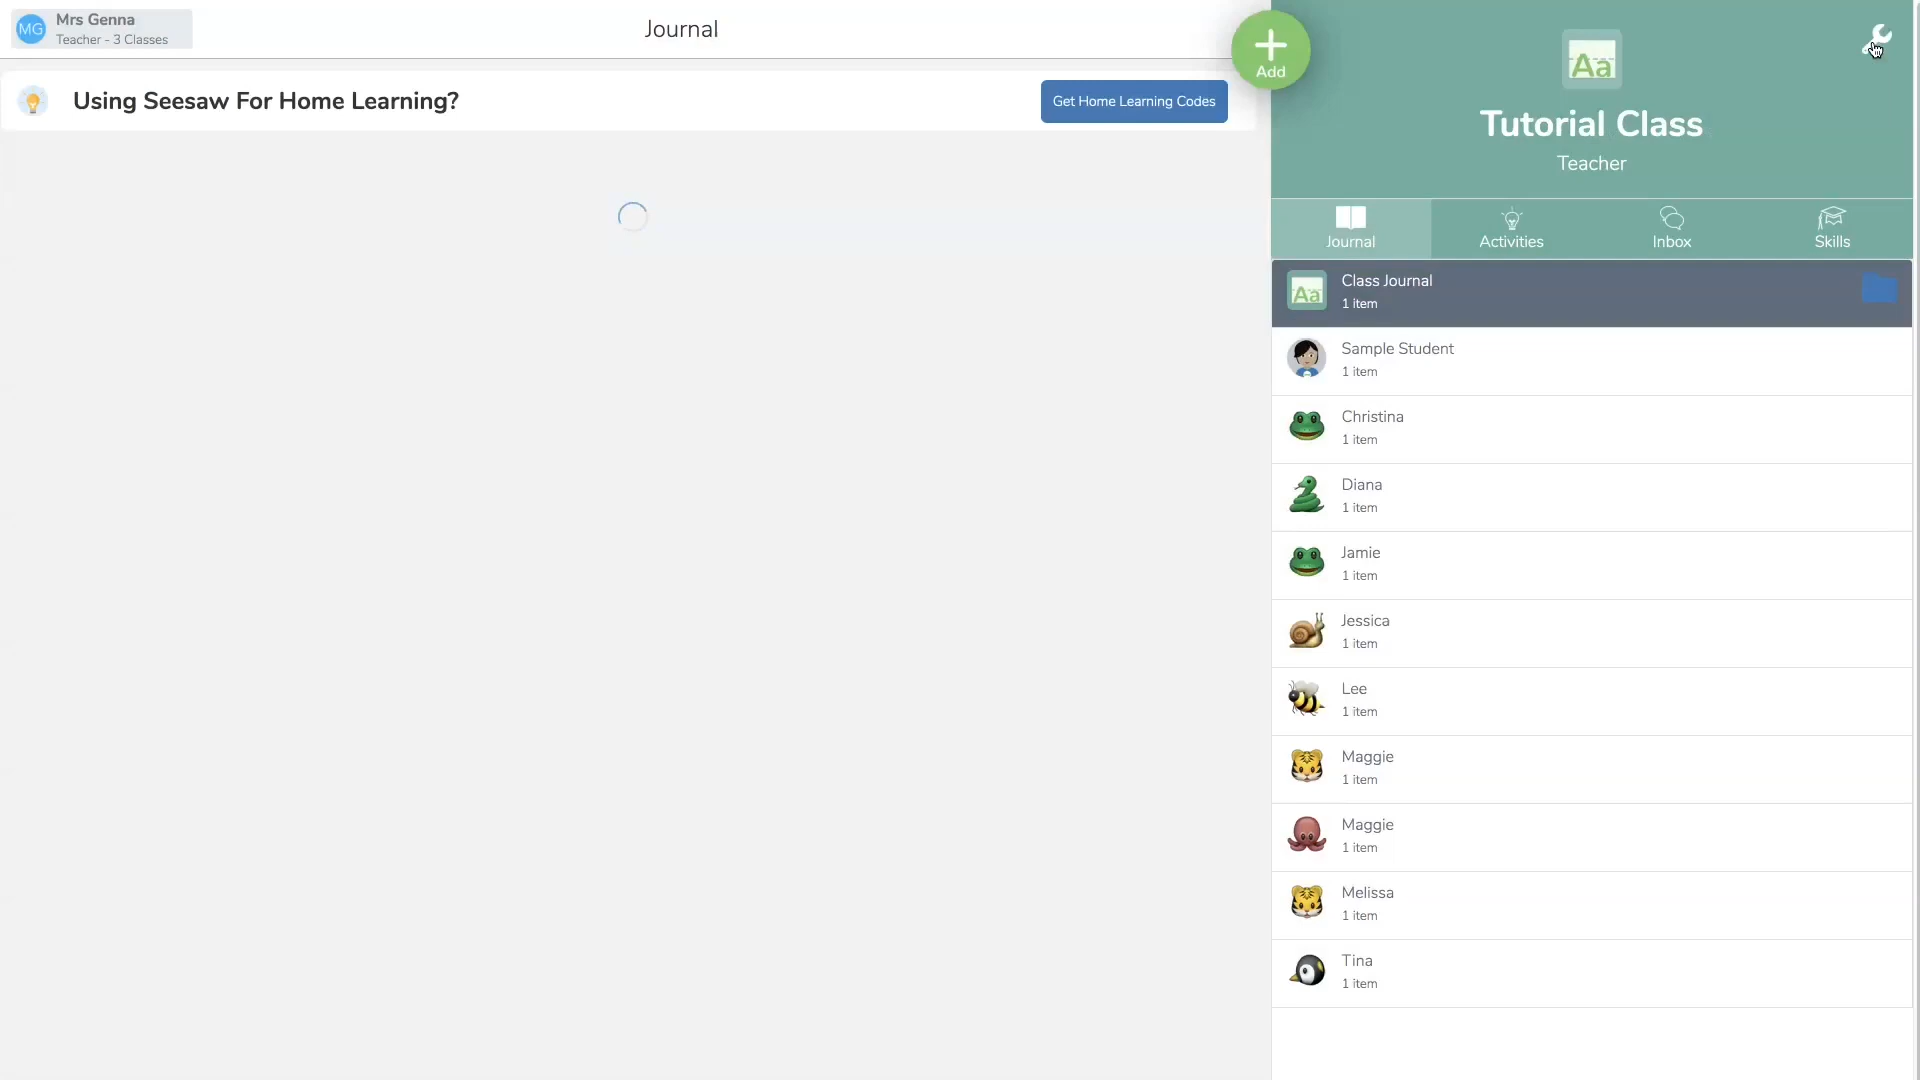 MG
Mrs Genna
Teacher - 3 Classes
Journal
Add
Using Seesaw For Home Learning?
Get Home Learning Codes
Aa
Tutorial Class
Teacher
Journal
Activities
Inbox
Skills
Aa
Class Journal
1 item
Sample Student
1 item
Christina
1 item
Diana
1 item
Jamie
1 item
Jessica
1 item
Lee
1 item
Maggie
1 item
Maggie
1 item
Melissa
1 item
Tina
1 item